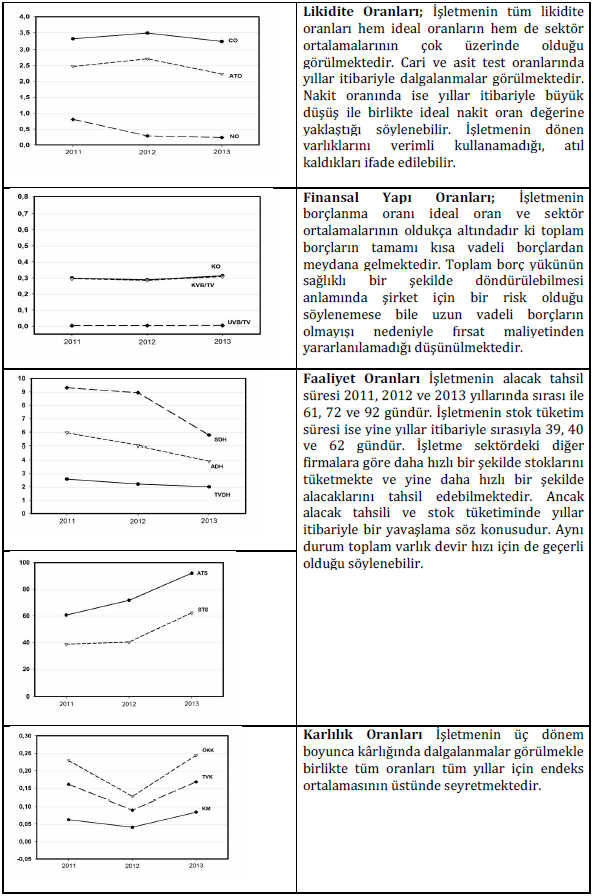 4,0
3,5
3,0
2,5
2,0
1,5
1,0
0,5
0,0
CO
ATO
NO
2011 2012 2013
Likidite Oranları; İşletmenin tüm likidite
oranları hem ideal oranların hem de sektör
ortalamalarının çok üzerinde olduğu
görülmektedir. Cari ve asit test oranlarında
yıllar itibariyle dalgalanmalar görülmektedir.
Nakit oranında ise yıllar itibariyle büyük
düşüş ile birlikte ideal nakit oran değerine
yaklaştığı söylenebilir. İşletmenin dönen
varlıklarını verimli kullanamadığı, atıl
kaldıkları ifade edilebilir.
0,8
0,7
0,6
0,5
0,4
0,3
0,2
0,1
0,0
KO
KVB/TV
UVB/TV
2011 2012 2013
Finansal Yapı Oranları; İşletmenin
borçlanma oranı ideal oran ve sektör
ortalamalarının oldukça altındadır ki toplam
borçların tamamı kısa vadeli borçlardan
meydana gelmektedir. Toplam borç yükünün
sağlıklı bir şekilde döndürülebilmesi
anlamında şirket için bir risk olduğu
söylenemese bile uzun vadeli borçların
olmayışı nedeniyle fırsat maliyetinden
yararlanılamadığı düşünülmektedir.
10
9
8
7
6
5
4
3
2
1
0
SDH
ADH
TVDH
2011 2012 2013
Faaliyet Oranları İşletmenin alacak tahsil
süresi 2011, 2012 ve 2013 yıllarında sırası ile
61, 72 ve 92 gündür. İşletmenin stok tüketim
süresi ise yine yıllar itibariyle sırasıyla 39, 40
ve 62 gündür. İşletme sektördeki diğer
firmalara göre daha hızlı bir şekilde stoklarını
tüketmekte ve yine daha hızlı bir şekilde
alacaklarını tahsil edebilmektedir. Ancak
alacak tahsili ve stok tüketiminde yıllar
itibariyle bir yavaşlama söz konusudur. Aynı
durum toplam varlık devir hızı için de geçerli
olduğu söylenebilir.
100
80
60
40
20
0
ATS
STS
2011 2012 2013
0,30
0,25
0,20
0,15
0,10
0,05
0,00
-0,05
ÖKK
TVK
KM
2011 2012 2013
Karlılık Oranları İşletmenin üç dönem
boyunca kârlığında dalgalanmalar görülmekle
birlikte tüm oranları tüm yıllar için endeks
ortalamasının üstünde seyretmektedir.